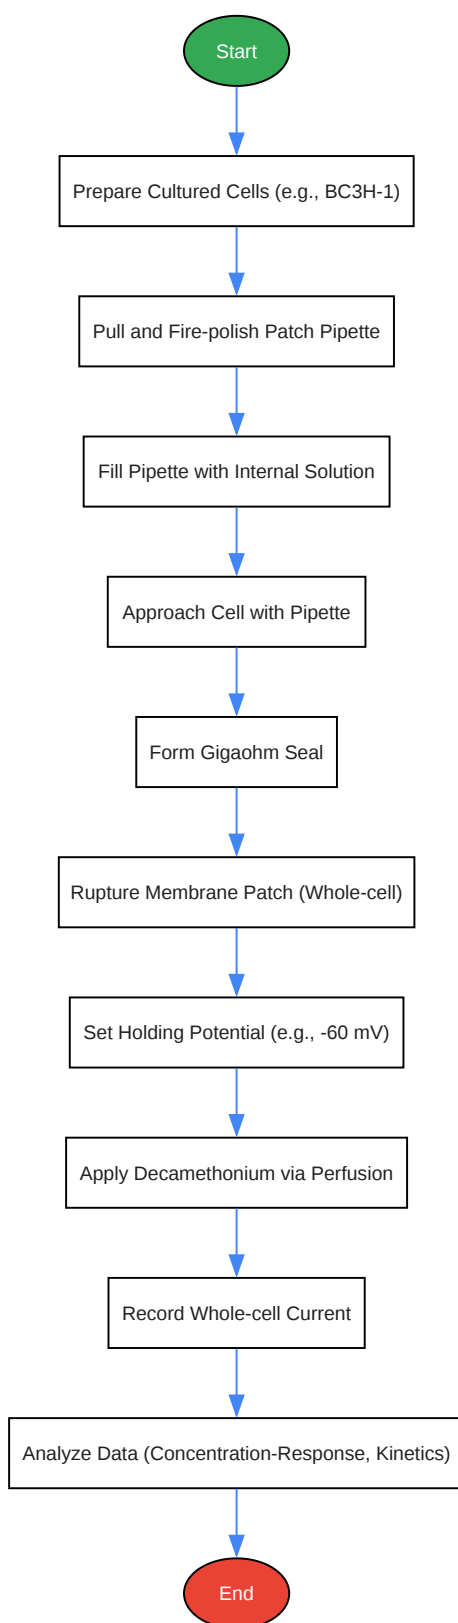 Start
Prepare Cultured Cells (e.g., BC3H-1)
Pull and Fire-polish Patch Pipette
Fill Pipette with Internal Solution
Approach Cell with Pipette
Form Gigaohm Seal
Rupture Membrane Patch (Whole-cell)
Set Holding Potential (e.g., -60 mV)
Apply Decamethonium via Perfusion
Record Whole-cell Current
Analyze Data (Concentration-Response, Kinetics)
End